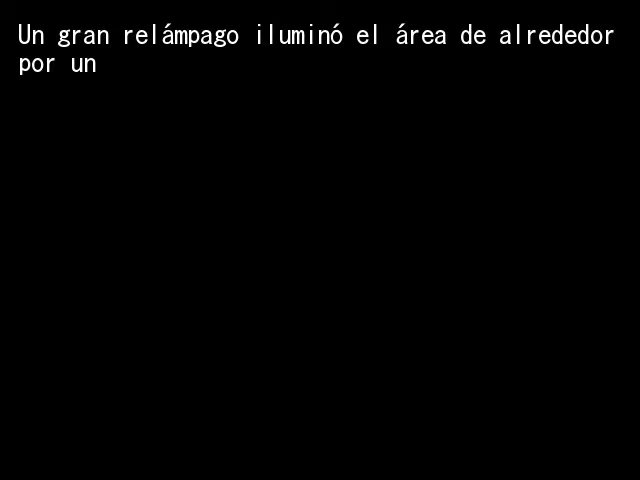 Un gran relámpago iluminó el área de alrededor
por un